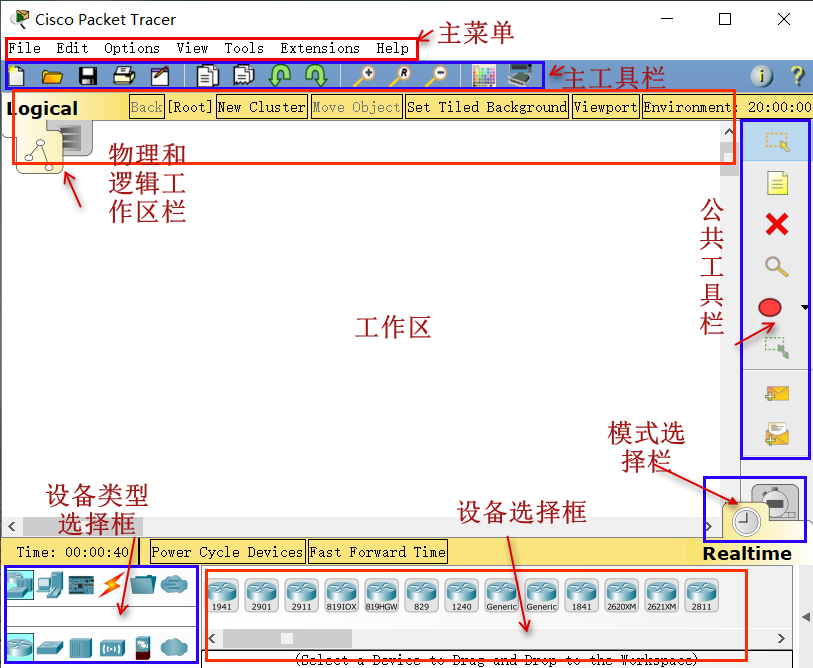 Cisco Packet Tracer
File Edit Options View Tools Extensions Help
主菜单
主工具栏
Logical Back [Root] New Cluster Move Object Set Tiled Background Viewport Environment: 20:00:00
物理和
逻辑工
作区栏
公共工具栏
工作区
模式选
择栏
设备类型
选择框
设备选择框
Time: 00:00:40 Power Cycle Devices Fast Forward Time
Realtime
1941 2901 2911 819IOX 819HGW 829 1240 Generic Generic 1841 2620XM 2621XM 2811
(Select a Device to Drag and Drop to the Workspace)